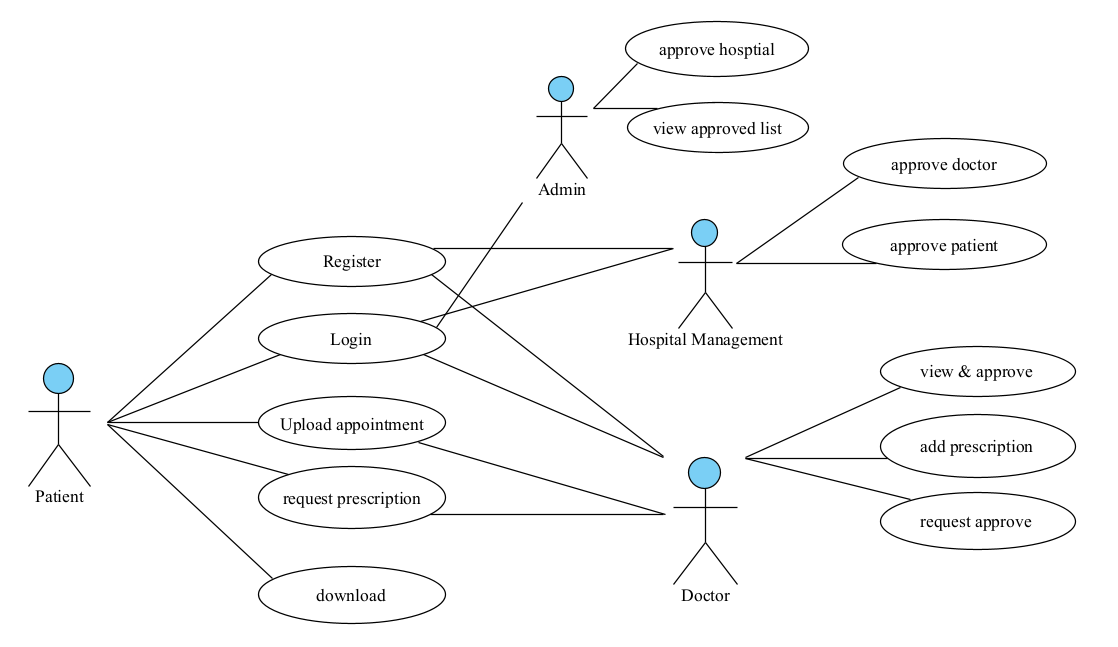 approve hosptial
view approved list
Admin
approve doctor
approve patient
Hospital Management
Register
Login
Upload appointment
request prescription
download
Patient
view & approve
add prescription
request approve
Doctor